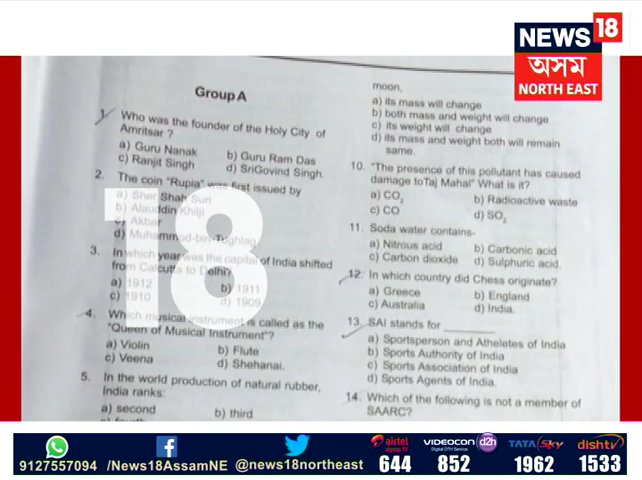 NEWS 18
অসম
NORTH EAST
Group A
1. Who was the founder of the Holy City of
Amritsar ?
a) Guru Nanak b) Guru Ram Das
c) Ranjit Singh d) SriGovind Singh.
2. The coin "Rupia" was first issued by
a) Sher Shah Suri
b) Alauddin Khilji
c) Akbar
d) Muhammod-bin-Tughlag
3. In which year was the capital of India shifted
from Calcutta to Delhi?
a) 1912 b) 1911
c) 1910 d) 1909
4. Which musical instrument is called as the
"Queen of Musical Instrument"?
a) Violin b) Flute
c) Veena d) Shehanai.
5. In the world production of natural rubber,
India ranks:
a) second b) third
moon,
a) its mass will change
b) both mass and weight will change
c) its weight will change
d) its mass and weight both will remain
same.
10. "The presence of this pollutant has caused
damage toTaj Mahal" What is it?
a) CO₂ b) Radioactive waste
c) CO d) SO₂
11. Soda water contains-
a) Nitrous acid b) Carbonic acid
c) Carbon dioxide d) Sulphuric acid.
12. In which country did Chess originate?
a) Greece b) England
c) Australia d) India.
13. SAI stands for ________
a) Sportsperson and Atheletes of India
b) Sports Authority of India
c) Sports Association of India
d) Sports Agents of India.
14. Which of the following is not a member of
SAARC?
18
9127557094 /News18AssamNE @news18northeast
airtel digital TV 644
VIDEOCON d2h Digital DTH Service 852
TATA Sky 1962
dishtv 1533